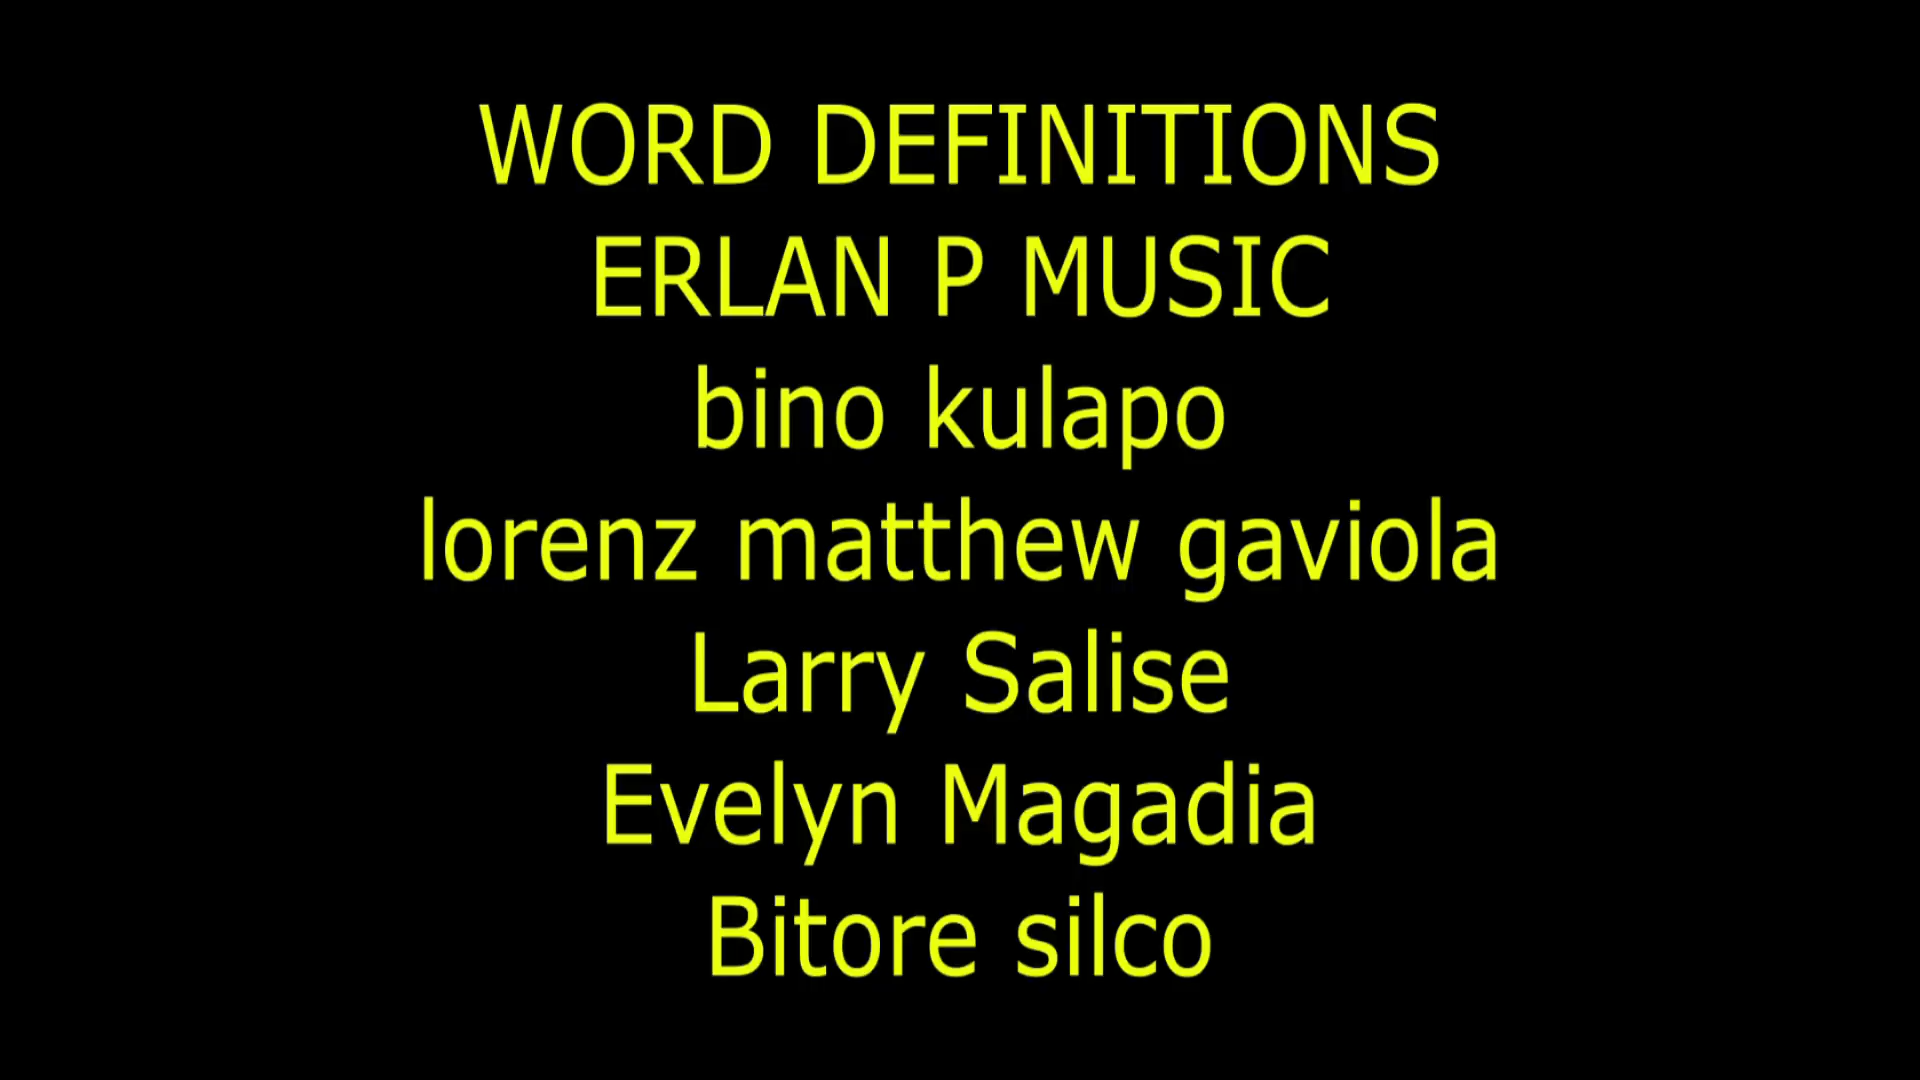 WORD DEFINITIONS
ERLAN P MUSIC
bino kulapo
lorenz matthew gaviola
Larry Salise
Evelyn Magadia
Bitore silco